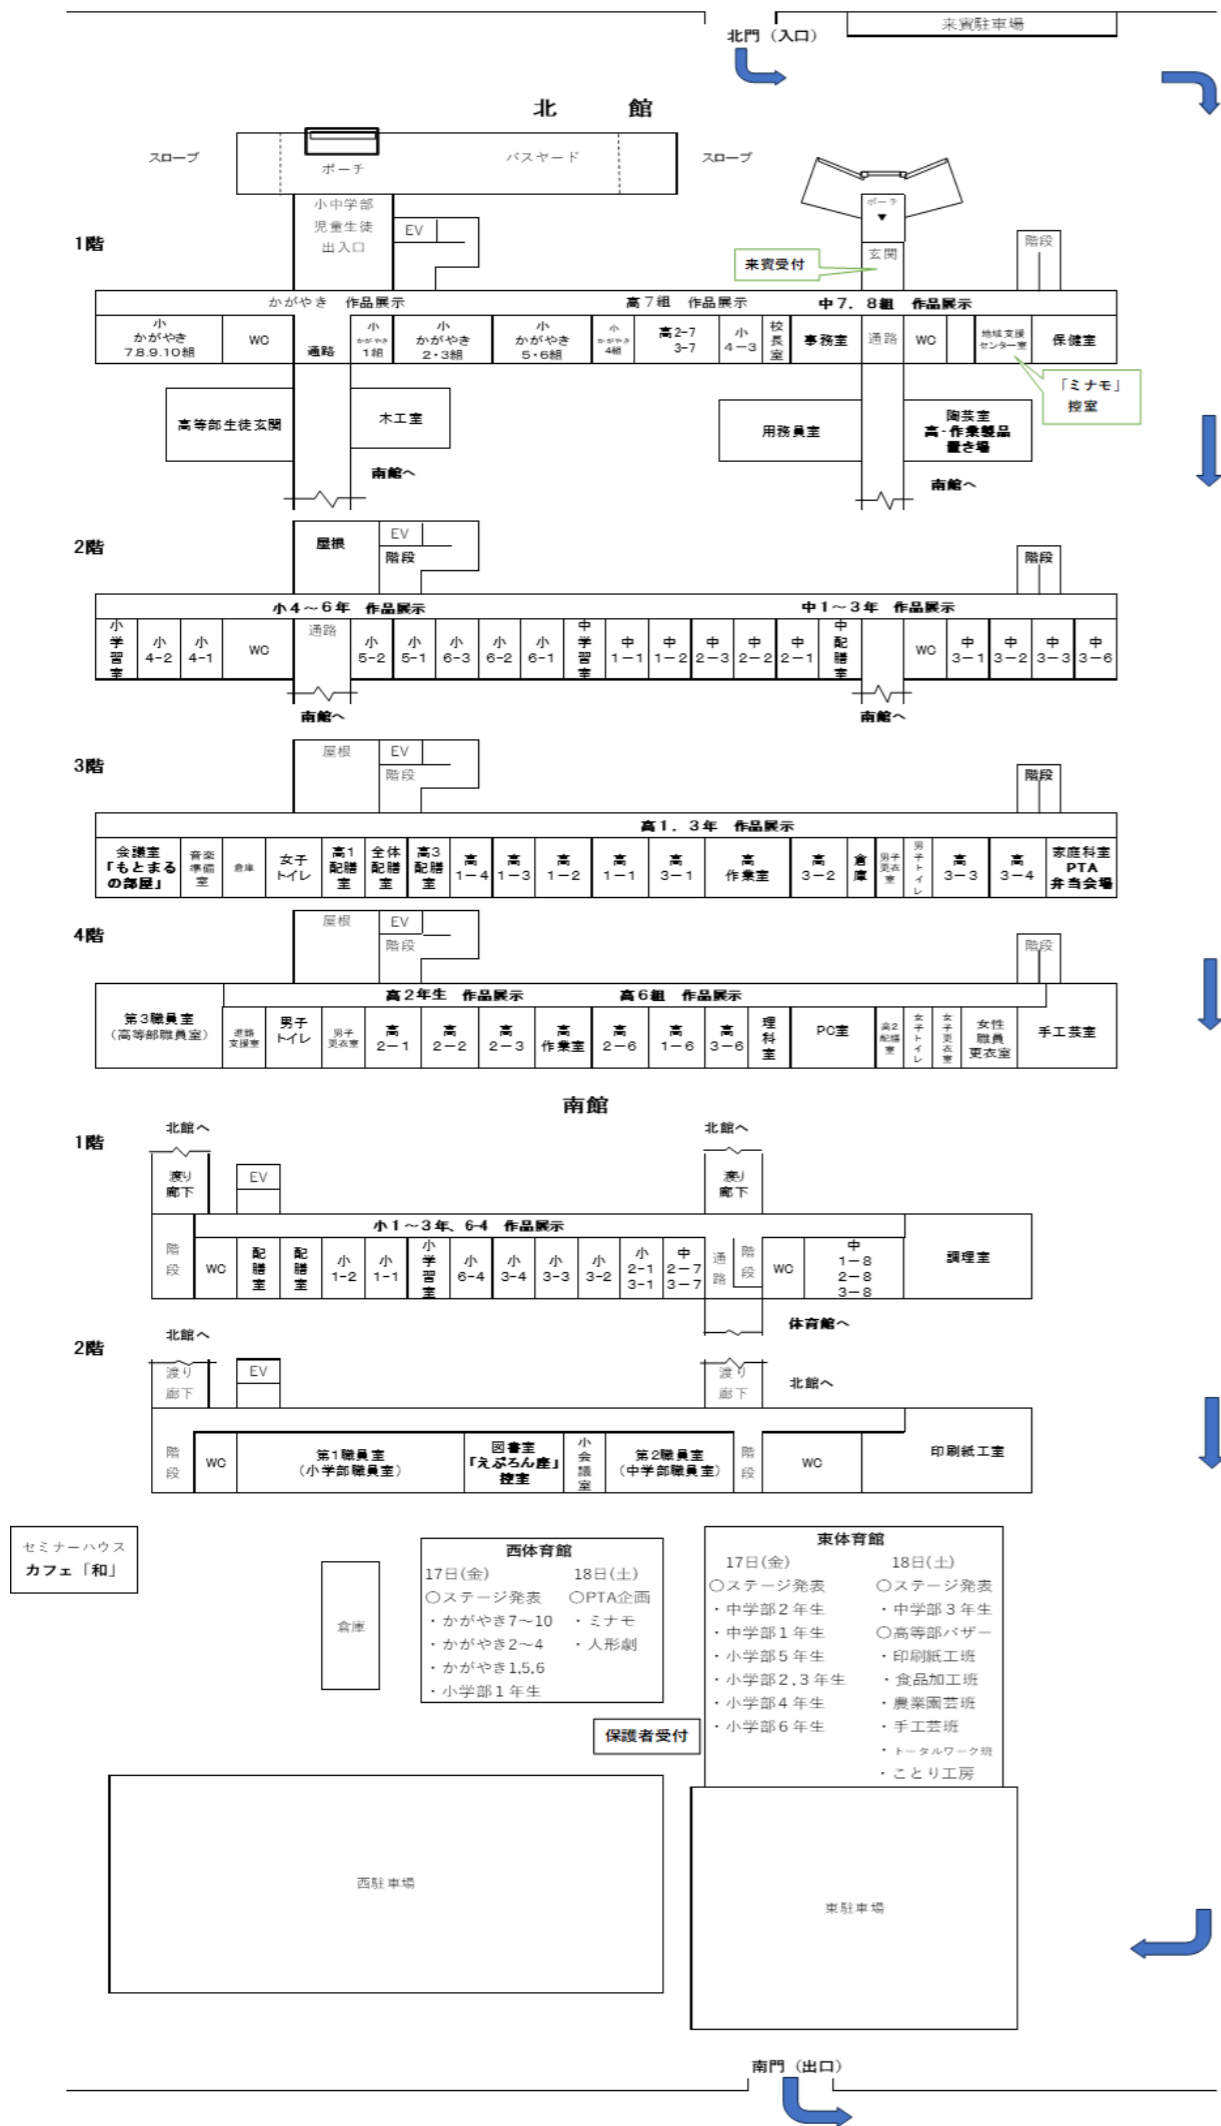 北門（入口）
来賓駐車場
北　館
スロープ
ポーチ
バスヤード
スロープ
小中学部
児童生徒
出入口
EV
ポーチ
▼
1階
来賓受付
玄関
階段
かがやき　作品展示
高7組　作品展示
中7．8組　作品展示
小
かがやき
7.8.9.10組
WC
通路
小
かがやき
1組
小
かがやき
2・3組
小
かがやき
5・6組
小
かがやき
4組
高2-7
3-7
小
4－3
校長室
事務室
通路
WC
地域支援
センター室
保健室
「ミナモ」
控室
高等部生徒玄関
木工室
用務員室
陶芸室
高・作業製品
置き場
南館へ
南館へ
2階
屋根
EV
階段
階段
小4～6年　作品展示
中1～3年　作品展示
小学習室
小
4-2
小
4-1
WC
通路
小
5-2
小
5-1
小
6-3
小
6-2
小
6-1
中学習室
中
1－1
中
1－2
中
2－3
中
2－2
中
2－1
中配膳室
WC
中
3－1
中
3－2
中
3－3
中
3－6
南館へ
南館へ
3階
屋根
EV
階段
階段
高1．3年　作品展示
会議室
「もとまる
の部屋」
音楽
準備
室
倉庫
女子
トイレ
高1
配膳
室
全体
配膳
室
高3
配膳
室
高
1－4
高
1－3
高
1－2
高
1－1
高
3－1
高
作業室
高
3－2
倉庫
男子
更衣
室
男子トイレ
高
3－3
高
3－4
家庭科室
PTA
弁当会場
4階
屋根
EV
階段
階段
高2年生　作品展示
高6組　作品展示
第3職員室
（高等部職員室）
進路
支援室
男子
トイレ
男子
更衣室
高
2－1
高
2－2
高
2－3
高
作業室
高
2－6
高
1－6
高
3－6
理科室
PC室
高2
配膳
室
女子トイレ
女子更衣室
女性
職員
更衣室
手工芸室
南館
1階
北館へ
北館へ
渡り
廊下
EV
渡り
廊下
小1～3年、6-4　作品展示
階段
WC
配膳室
配膳室
小
1-2
小
1-1
小学習室
小
6-4
小
3-4
小
3-3
小
3-2
小
2-1
3-1
中
2－7
3－7
通路
階段
WC
中
1－8
2－8
3－8
調理室
体育館へ
2階
北館へ
渡り
廊下
EV
渡り
廊下
北館へ
階段
WC
第1職員室
（小学部職員室）
図書室
「えぷろん座」
控室
小会議室
第2職員室
（中学部職員室）
階段
WC
印刷紙工室
セミナーハウス
カフェ「和」
倉庫
西体育館
17日(金)
○ステージ発表
・かがやき7～10
・かがやき2～4
・かがやき1,5,6
・小学部1年生
18日(土)
○PTA企画
・ミナモ
・人形劇
東体育館
17日(金)
○ステージ発表
・中学部2年生
・中学部1年生
・小学部5年生
・小学部2,3年生
・小学部4年生
・小学部6年生
18日(土)
○ステージ発表
・中学部3年生
○高等部バザー
・印刷紙工班
・食品加工班
・農業園芸班
・手工芸班
・トータルワーク班
・ことり工房
保護者受付
西駐車場
東駐車場
南門（出口）